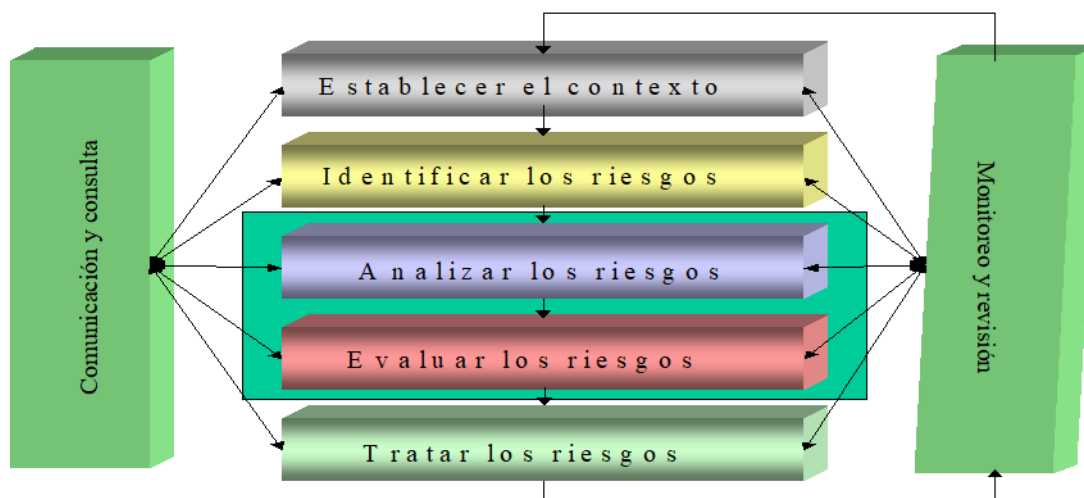 Comunicación y consulta
Establecer el contexto
Identificar los riesgos
Analizar los riesgos
Evaluar los riesgos
Tratar los riesgos
Monitoreo y revisión